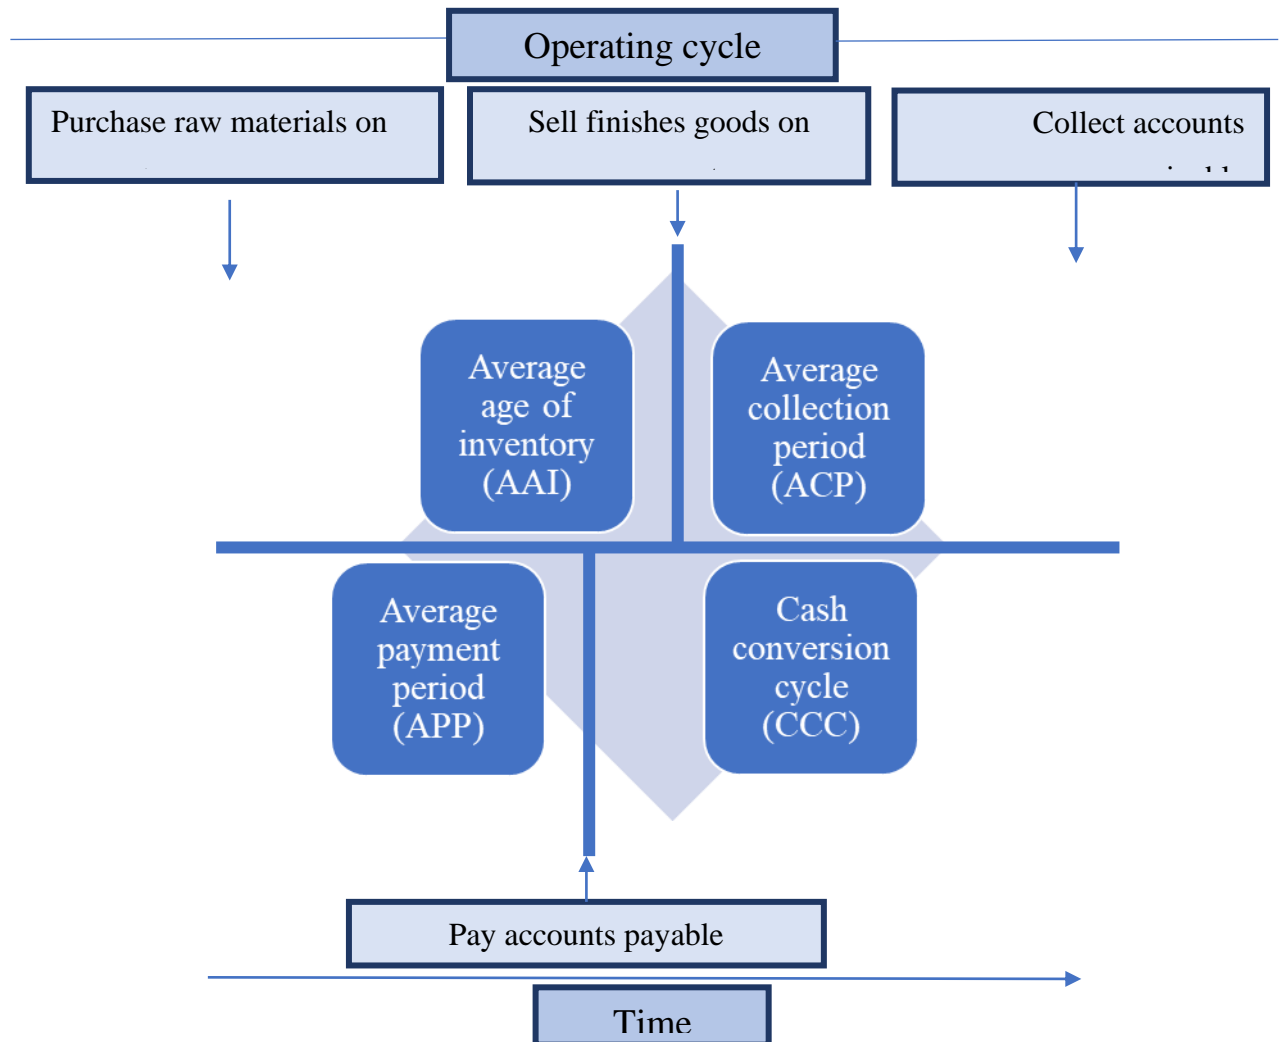 Operating cycle
Purchase raw materials on
Sell finishes goods on
Collect accounts
Average
age of
inventory
(AAI)
Average
collection
period
(ACP)
Average
payment
period
(APP)
Cash
conversion
cycle
(CCC)
Pay accounts payable
Time